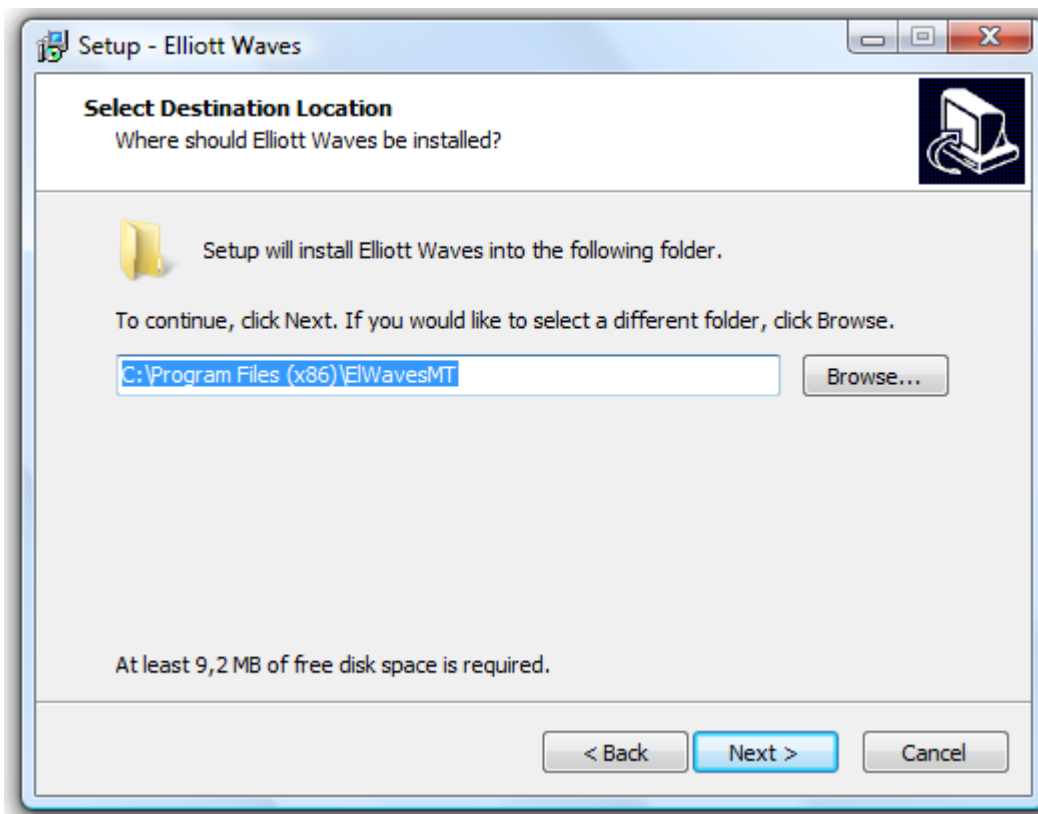 Setup - Elliott Waves
Select Destination Location
Where should Elliott Waves be installed?
Setup will install Elliott Waves into the following folder.
To continue, click Next. If you would like to select a different folder, click Browse.
C:\Program Files (x86)\ElWavesMT
Browse...
At least 9,2 MB of free disk space is required.
< Back
Next >
Cancel